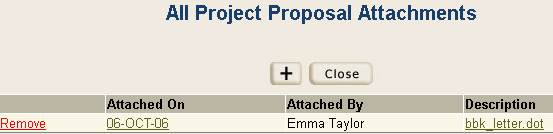 All Project Proposal Attachments
+ Close
Attached On Attached By Description
Remove 06-OCT-06 Emma Taylor bbk_letter.dot